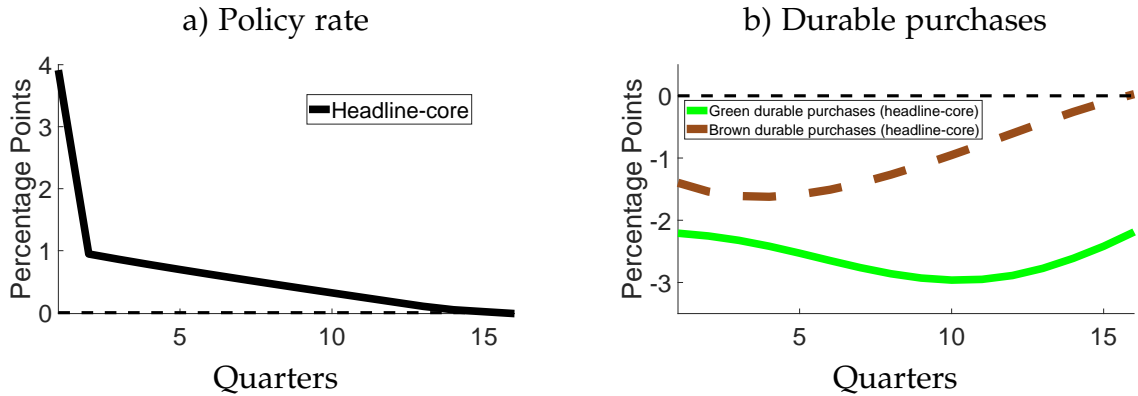 a) Policy rate
Percentage Points
4
3
2
1
0
Headline-core
5
10
15
Quarters
b) Durable purchases
Percentage Points
0
-1
-2
-3
Green durable purchases (headline-core)
Brown durable purchases (headline-core)
5
10
15
Quarters